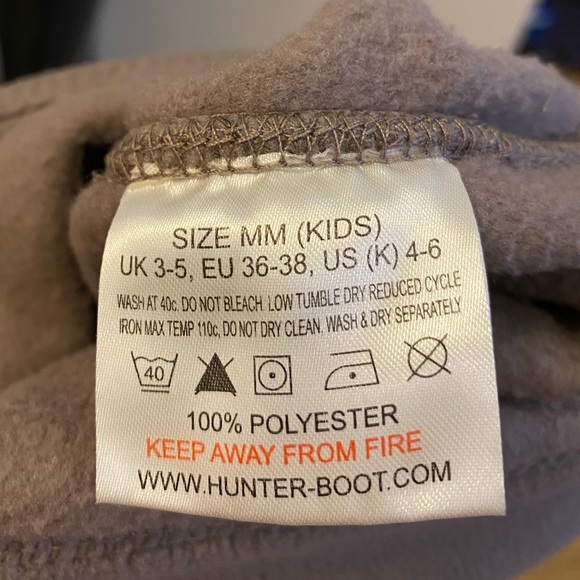 SIZE MM (KIDS)
UK 3-5, EU 36-38, US (K) 4-6
WASH AT 40c. DO NOT BLEACH. LOW TUMBLE DRY REDUCED CYCLE
IRON MAX TEMP 110c, DO NOT DRY CLEAN. WASH & DRY SEPARATELY
40
100% POLYESTER
KEEP AWAY FROM FIRE
WWW.HUNTER-BOOT.COM